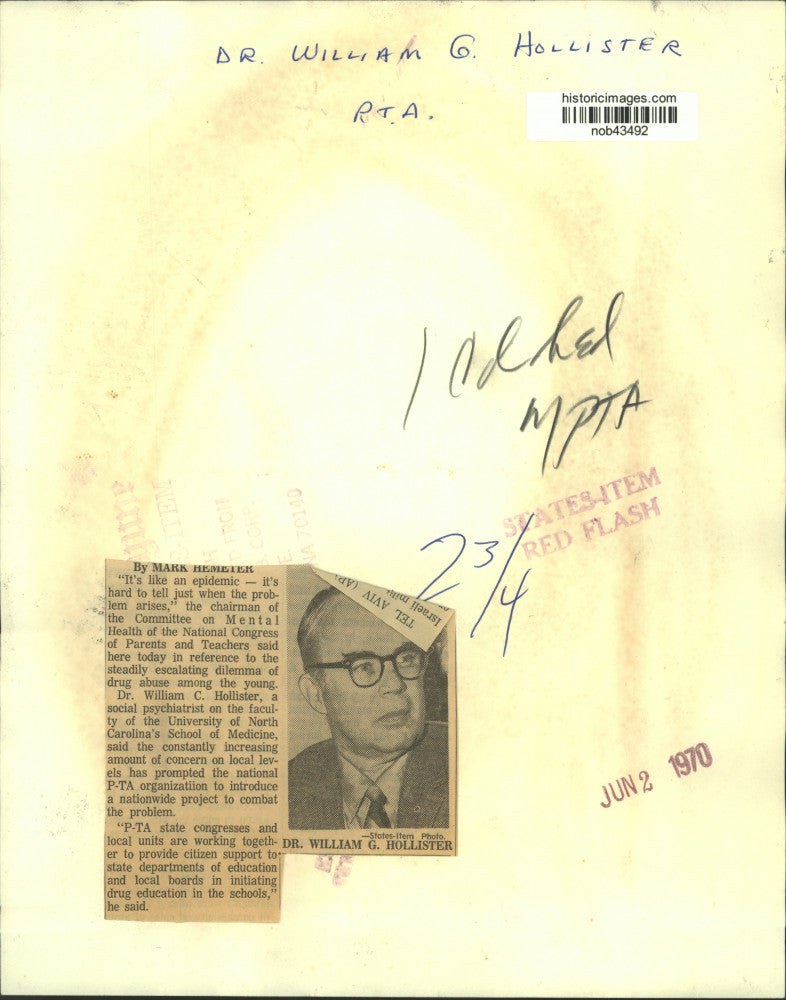 DR. WILLIAM G. HOLLISTER
P.T.A.
historicimages.com
nob43492
MPTA
STATES-ITEM
RED FLASH
2 3/4
JUN 2 1970
TEL AVIV (AP)
Israeli
By MARK HEMETER
"It's like an epidemic — it's
hard to tell just when the prob-
lem arises," the chairman of
the Committee on Mental
Health of the National Congress
of Parents and Teachers said
here today in reference to the
steadily escalating dilemma of
drug abuse among the young.
Dr. William C. Hollister, a
social psychiatrist on the facul-
ty of the University of North
Carolina's School of Medicine,
said the constantly increasing
amount of concern on local lev-
els has prompted the national
P-TA organizatiion to introduce
a nationwide project to combat
the problem.
"P-TA state congresses and
local units are working togeth-
er to provide citizen support to
state departments of education
and local boards in initiating
drug education in the schools,"
he said.
—States-Item Photo.
DR. WILLIAM G. HOLLISTER